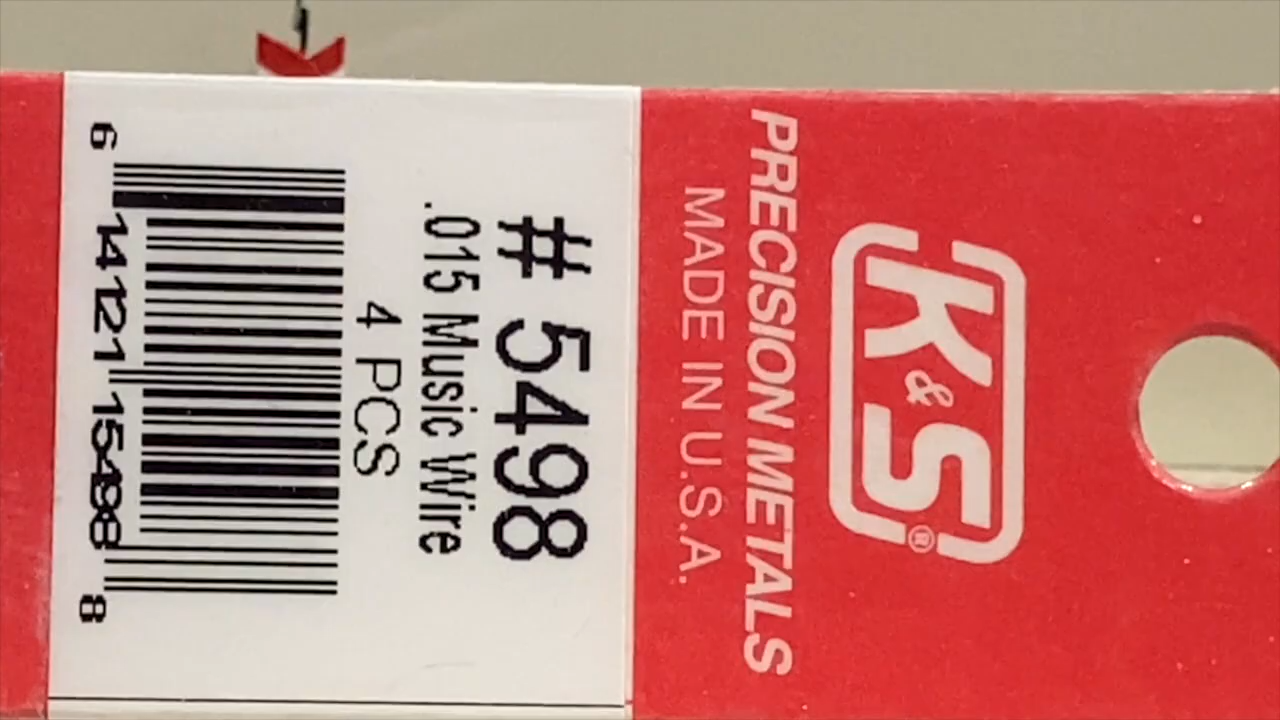 K&S®
PRECISION METALS
MADE IN U.S.A.
# 5498
.015 Music Wire
4 PCS
6 14121 15498 8